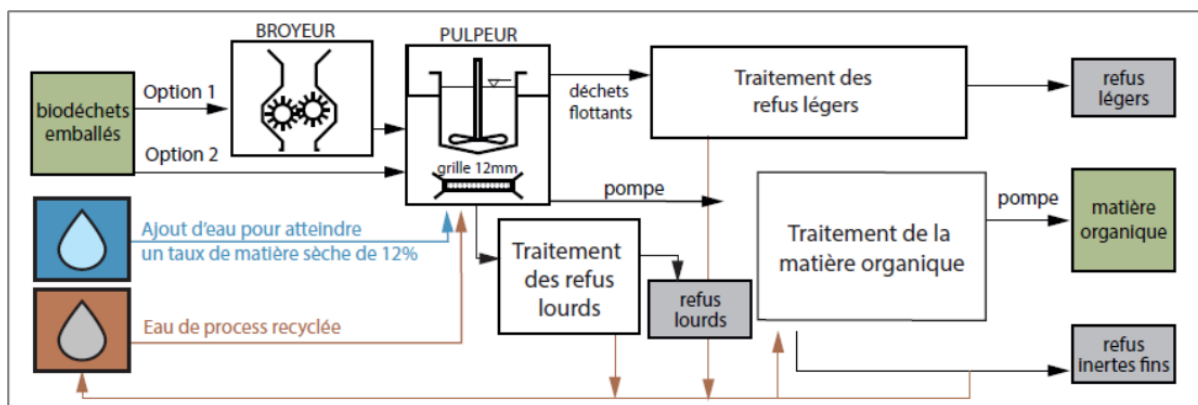 BROYEUR
PULPEUR
biodéchets
emballés
Option 1
Option 2
grille 12mm
déchets
flottants
Traitement des
refus légers
refus
légers
pompe
Traitement de la
matière organique
pompe
matière
organique
Ajout d'eau pour atteindre
un taux de matière sèche de 12%
Traitement
des refus
lourds
refus
lourds
Eau de process recyclée
refus
inertes fins